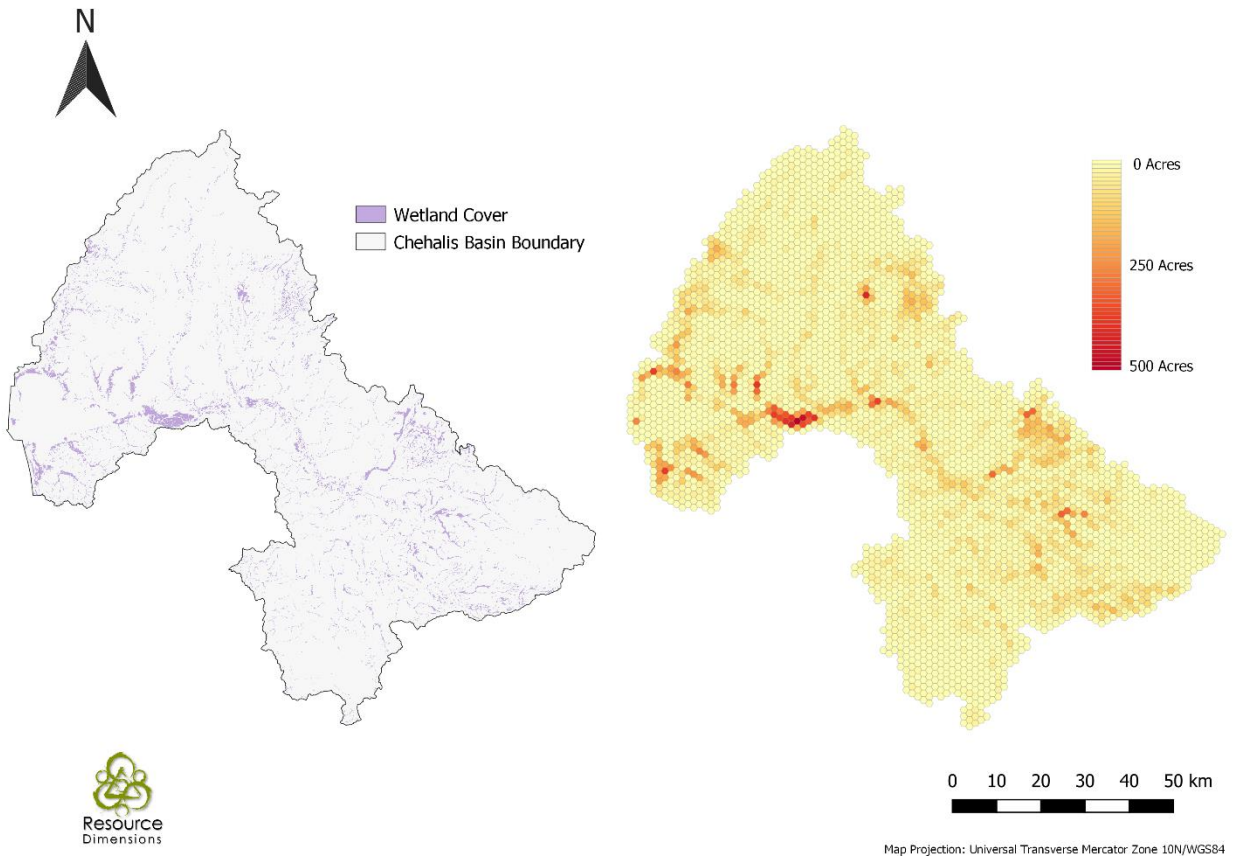 N
Wetland Cover
Chehalis Basin Boundary
0 Acres
250 Acres
500 Acres
Resource
Dimensions
0 10 20 30 40 50 km
Map Projection: Universal Transverse Mercator Zone 10N/WGS84